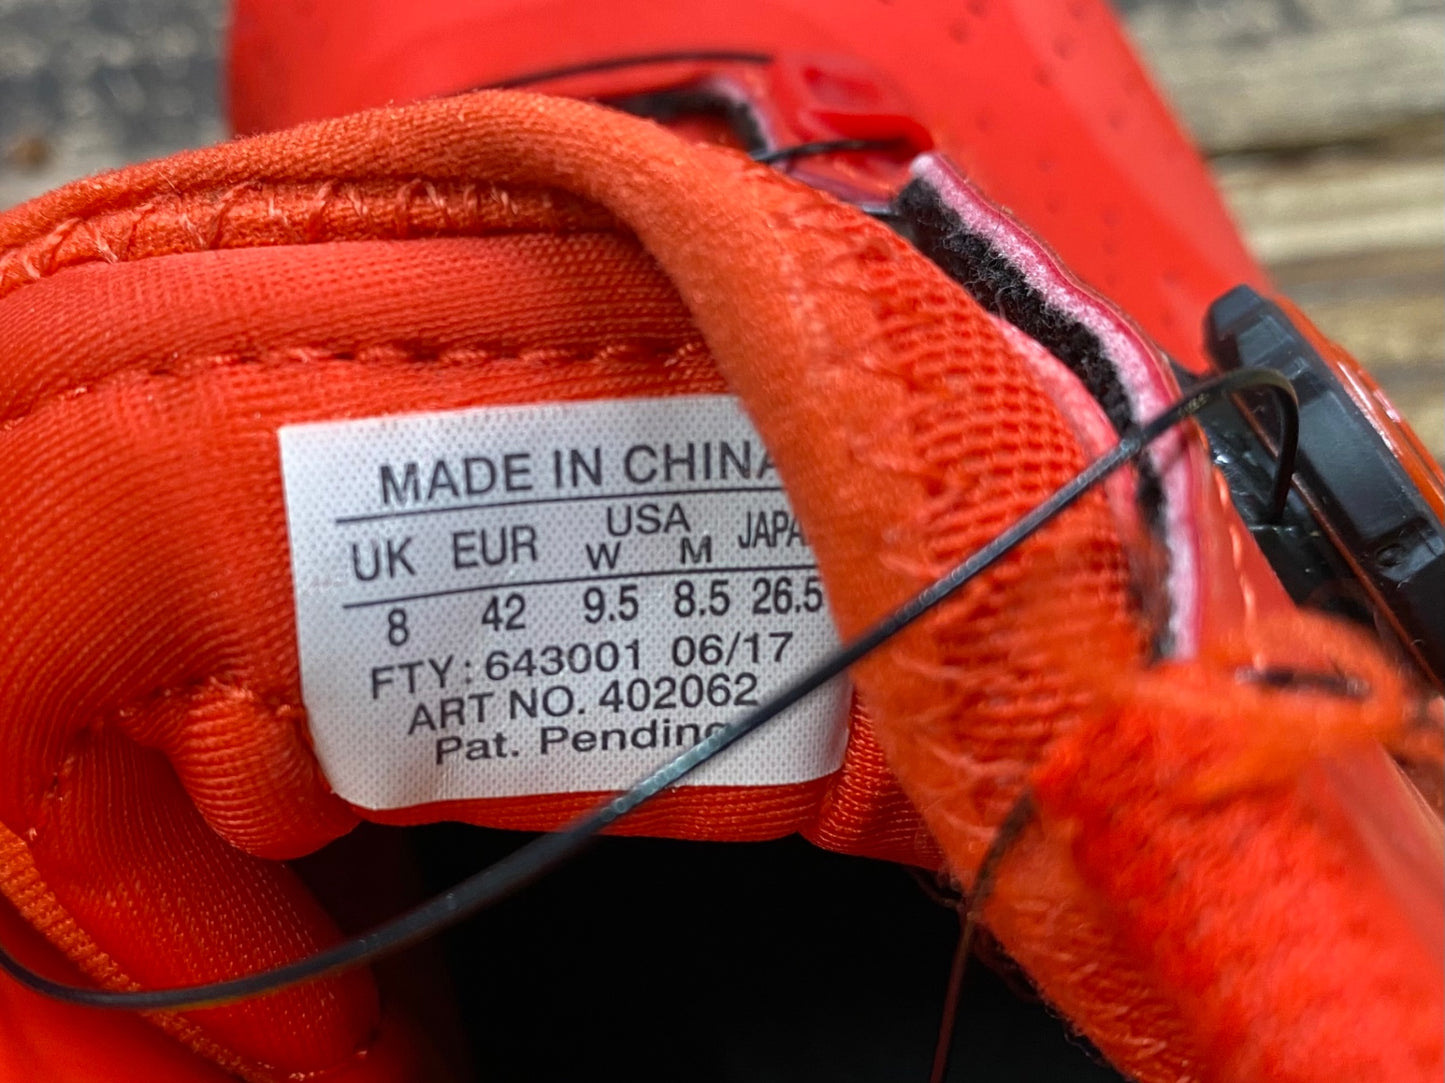 MADE IN CHINA
UK EUR USA JAPAN
W M
8 42 9.5 8.5 26.5
FTY: 643001 06/17
ART NO. 402062
Pat. Pending